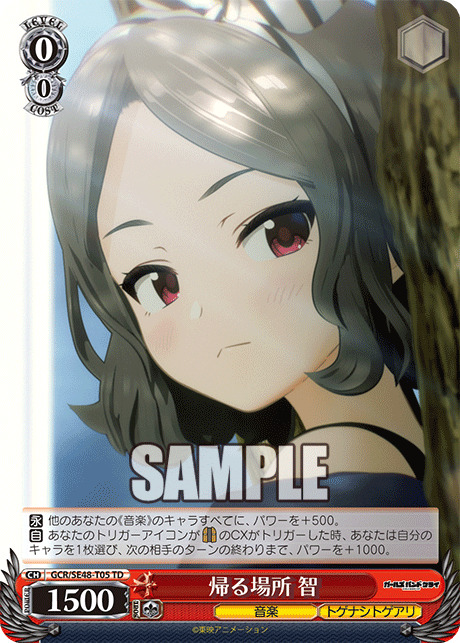 LEVEL
0
0
COST
SAMPLE
永 他のあなたの《音楽》のキャラすべてに、パワーを+500。
自 あなたのトリガーアイコンが のCXがトリガーした時、あなたは自分の
キャラを1枚選び、次の相手のターンの終わりまで、パワーを+1000。
CH GCR/SE48-T05 TD
POWER 1500 SOUL
帰る場所 智
ガールズバンドクライ
音楽
トゲナシトゲアリ
©東映アニメーション